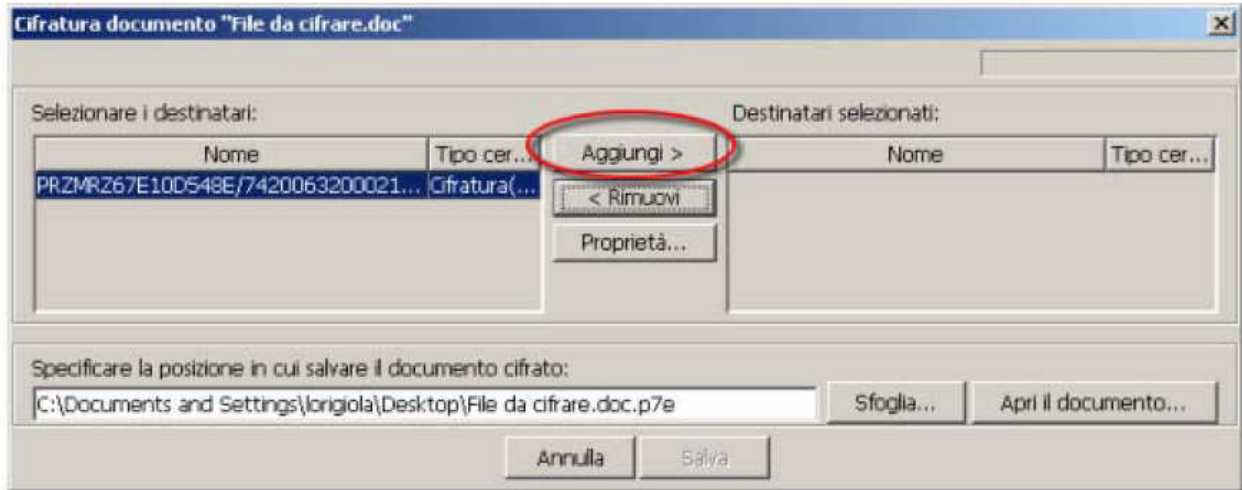 Cifratura documento "File da cifrare.doc"
Selezionare i destinatari:
Destinatari selezionati:
Nome Tipo cer...
Aggiungi >
Nome Tipo cer...
PRZMRZ67E10D548E/7420063200021... Cifratura(...
< Rimuovi
Proprietà...
Specificare la posizione in cui salvare il documento cifrato:
C:\Documents and Settings\lorigiola\Desktop\File da cifrare.doc.p7e
Sfoglia...
Apri il documento...
Annulla
Salva